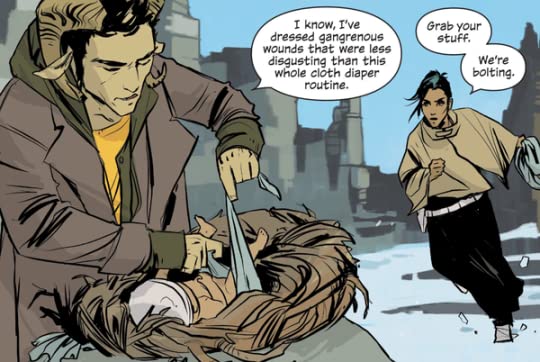 I know, I've
dressed gangrenous
wounds that were less
disgusting than this
whole cloth diaper
routine.
Grab your
stuff.
We're
bolting.